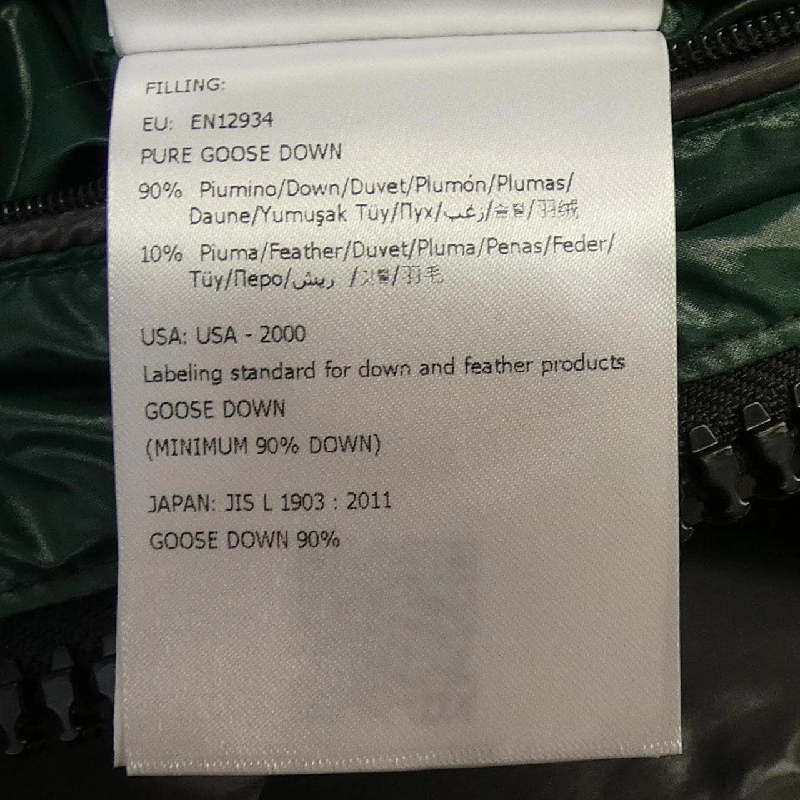 FILLING:
EU: EN12934
PURE GOOSE DOWN
90% Piumino/Down/Duvet/Plumón/Plumas/
Daune/Yumuşak Tüy/Пух/زغب/솜털/羽绒
10% Piuma/Feather/Duvet/Pluma/Penas/Feder/
Tüy/Перо/ريش /깃털/羽毛
USA: USA - 2000
Labeling standard for down and feather products
GOOSE DOWN
(MINIMUM 90% DOWN)
JAPAN: JIS L 1903 : 2011
GOOSE DOWN 90%